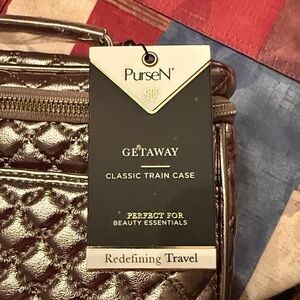 PurseN®
GETAWAY
CLASSIC TRAIN CASE
PERFECT FOR
BEAUTY ESSENTIALS
Redefining Travel